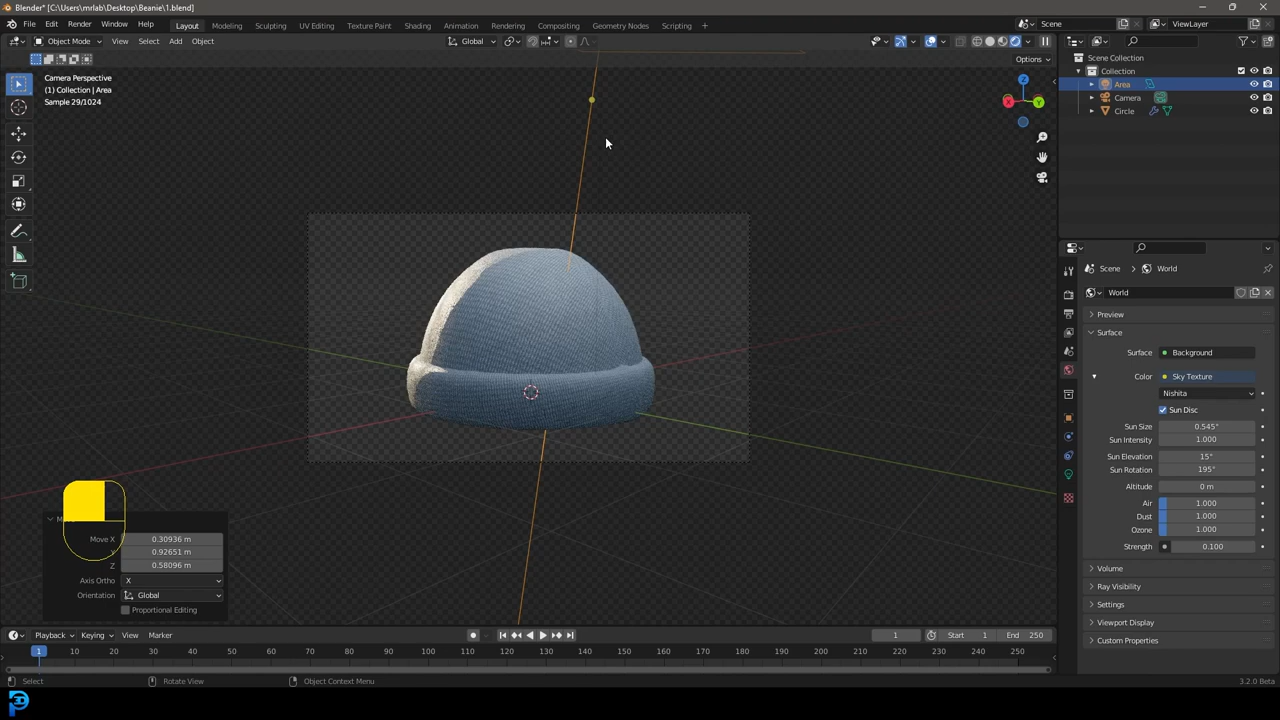 Blender* [C:\Users\mrlab\Desktop\Beanie\1.blend]
File Edit Render Window Help Layout Modeling Sculpting UV Editing Texture Paint Shading Animation Rendering Compositing Geometry Nodes Scripting + Scene ViewLayer
Object Mode View Select Add Object Global
Options
Camera Perspective
(1) Collection | Area
Sample 29/1024
Z
X Y
Scene Collection
Collection
Area
Camera
Circle
Scene > World
World
Preview
Surface
Surface Background
Color Sky Texture
Nishita
Sun Disc
Sun Size 0.545°
Sun Intensity 1.000
Sun Elevation 15°
Sun Rotation 195°
Altitude 0 m
Air 1.000
Dust 1.000
Ozone 1.000
Strength 0.100
Volume
Ray Visibility
Settings
Viewport Display
Custom Properties
Move X 0.30936 m
0.92651 m
Z 0.58096 m
Axis Ortho X
Orientation Global
Proportional Editing
Playback Keying View Marker 1 Start 1 End 250
1 10 20 30 40 50 60 70 80 90 100 110 120 130 140 150 160 170 180 190 200 210 220 230 240 250
Select Rotate View Object Context Menu 3.2.0 Beta